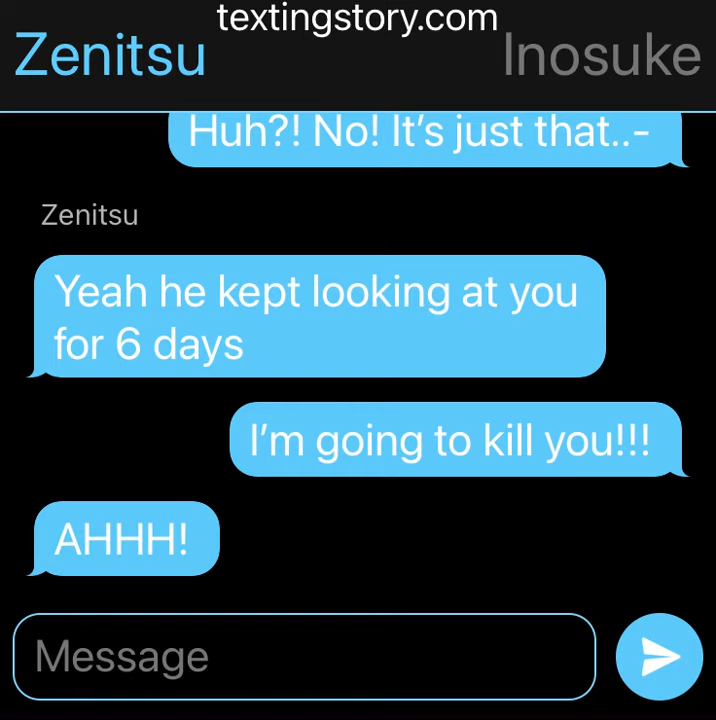 textingstory.com
Zenitsu
Inosuke
Huh?! No! It’s just that..-
Zenitsu
Yeah he kept looking at you
for 6 days
I’m going to kill you!!!
AHHH!
Message